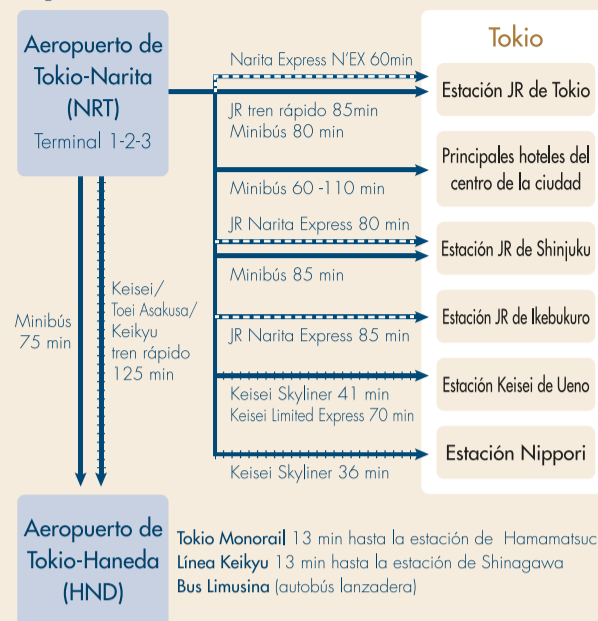 Aeropuerto de
Tokio-Narita
(NRT)
Terminal 1-2-3
Tokio
Narita Express N'EX 60min
Estación JR de Tokio
JR tren rápido 85min
Minibús 80 min
Principales hoteles del
centro de la ciudad
Minibús 60 -110 min
JR Narita Express 80 min
Estación JR de Shinjuku
Minibús 85 min
Estación JR de Ikebukuro
JR Narita Express 85 min
Estación Keisei de Ueno
Keisei Skyliner 41 min
Keisei Limited Express 70 min
Estación Nippori
Keisei Skyliner 36 min
Minibús
75 min
Keisei/
Toei Asakusa/
Keikyu
tren rápido
125 min
Aeropuerto de
Tokio-Haneda
(HND)
Tokio Monorail 13 min hasta la estación de Hamamatsuc
Línea Keikyu 13 min hasta la estación de Shinagawa
Bus Limusina (autobús lanzadera)